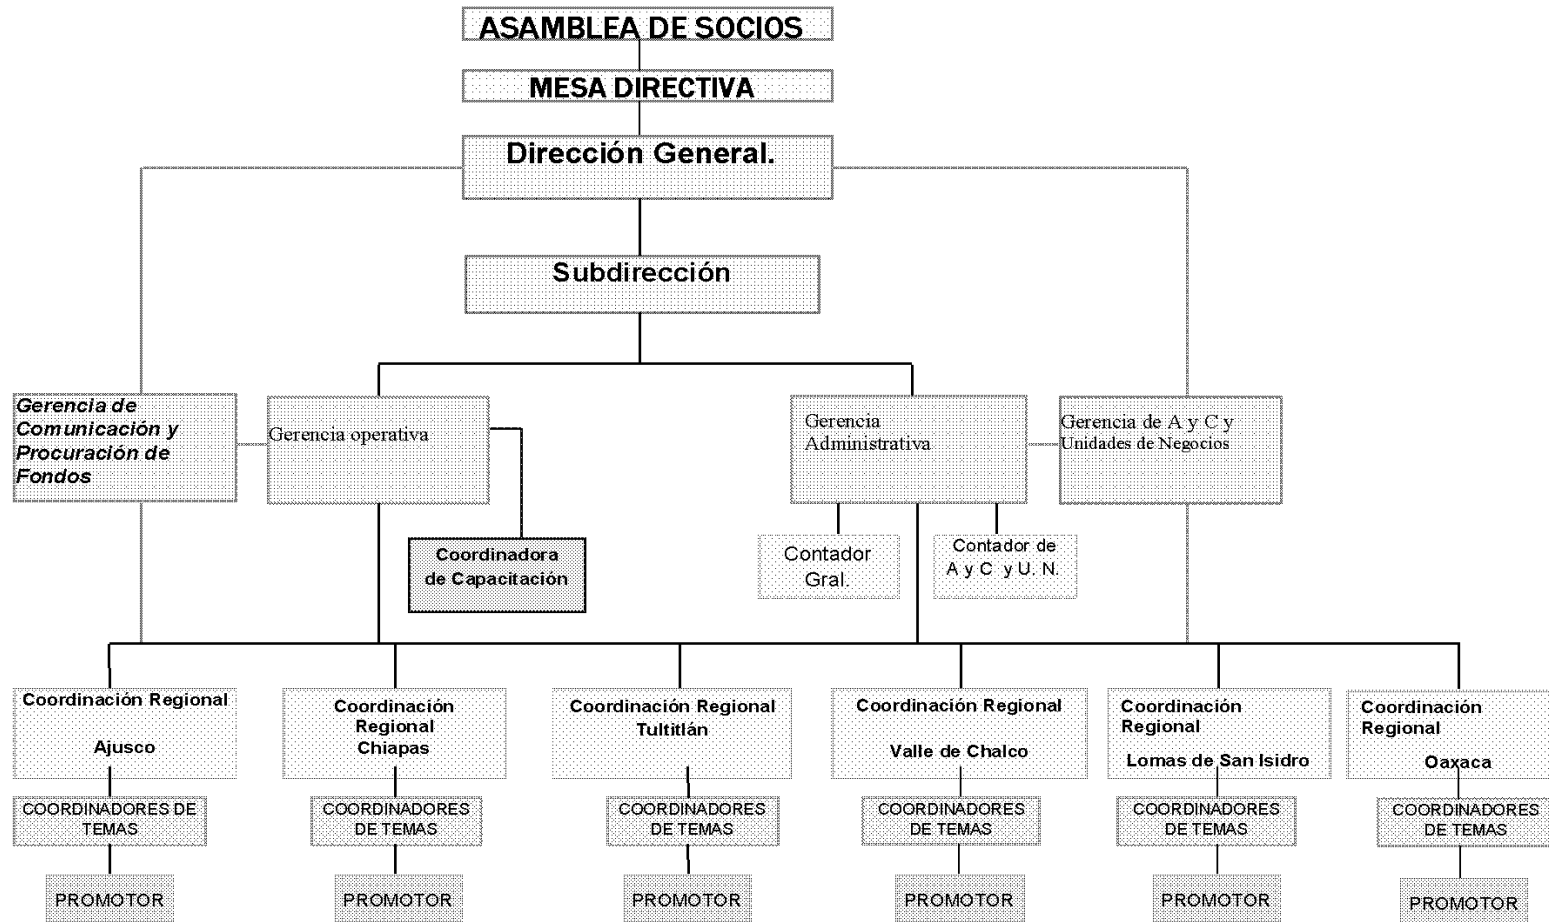 ASAMBLEA DE SOCIOS
MESA DIRECTIVA
Dirección General.
Subdirección
Gerencia de
Comunicación y
Procuración de
Fondos
Gerencia operativa
Gerencia
Administrativa
Gerencia de A y C y
Unidades de Negocios
Coordinadora
de Capacitación
Contador
Gral.
Contador de
A y C y U. N.
Coordinación Regional
Ajusco
Coordinación
Regional
Chiapas
Coordinación Regional
Tultitlán
Coordinación Regional
Valle de Chalco
Coordinación
Regional
Lomas de San Isidro
Coordinación
Regional
Oaxaca
COORDINADORES DE
TEMAS
COORDINADORES
DE TEMAS
COORDINADORES
DE TEMAS
COORDINADORES
DE TEMAS
COORDINADORES
DE TEMAS
COORDINADORES
DE TEMAS
PROMOTOR
PROMOTOR
PROMOTOR
PROMOTOR
PROMOTOR
PROMOTOR